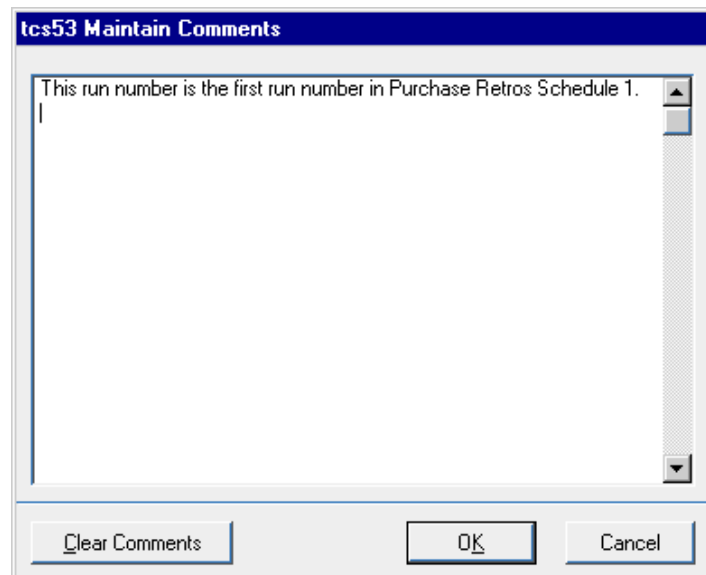 tcs53 Maintain Comments
This run number is the first run number in Purchase Retros Schedule 1.
Clear Comments
OK
Cancel